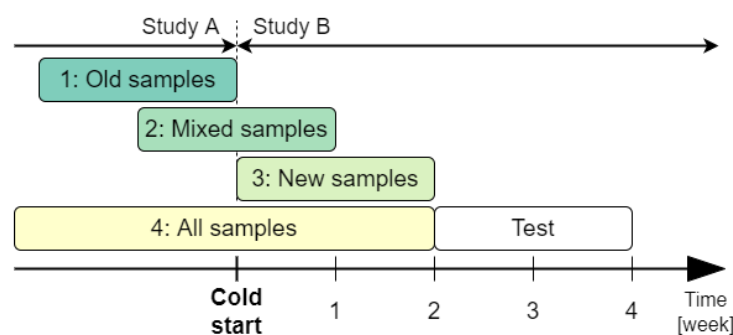 Study A Study B
1: Old samples
2: Mixed samples
3: New samples
4: All samples Test
Cold start 1 2 3 4 Time [week]